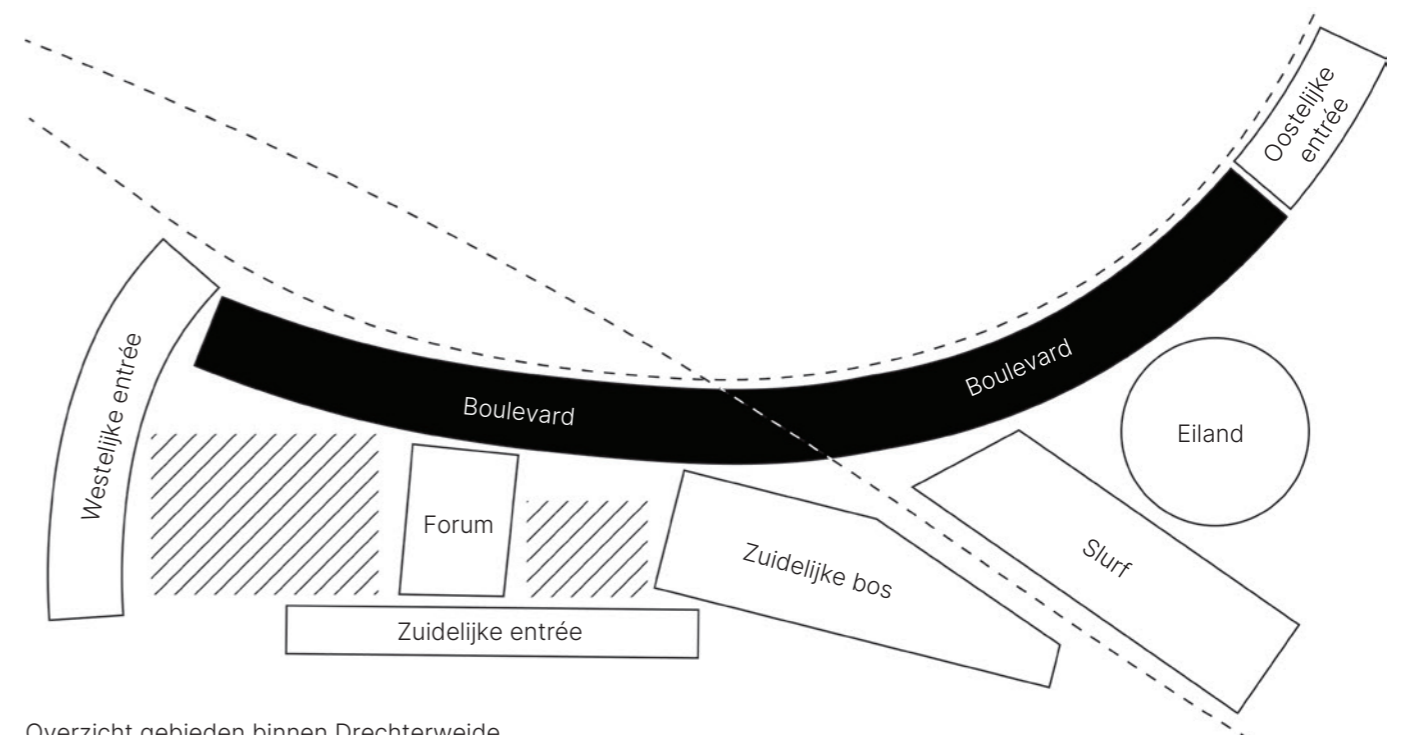 Oostelijke
entrée
Westelijke entrée
Boulevard
Boulevard
Eiland
Forum
Slurf
Zuidelijke bos
Zuidelijke entrée
Overzicht gebieden binnen Drechterweide